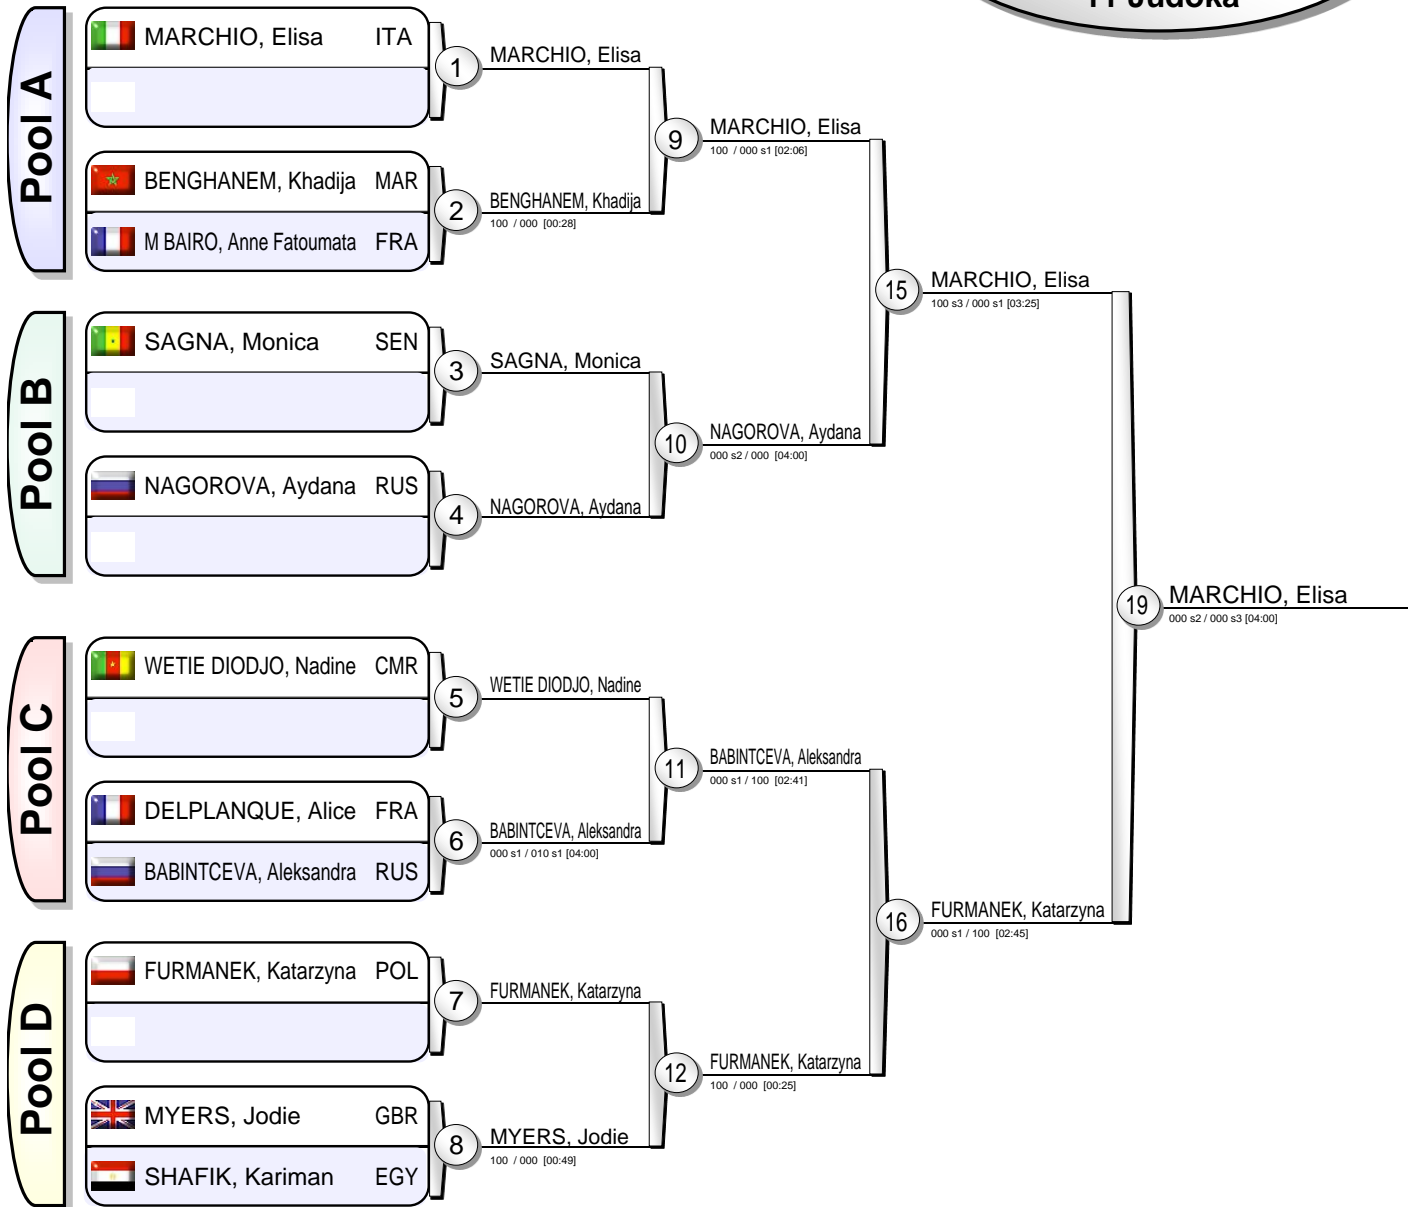 11 Judoka
Pool A
MARCHIO, Elisa ITA
BENGHANEM, Khadija MAR
M BAIRO, Anne Fatoumata FRA
1
MARCHIO, Elisa
2
BENGHANEM, Khadija
100 / 000 [00:28]
9
MARCHIO, Elisa
100 / 000 s1 [02:06]
Pool B
SAGNA, Monica SEN
NAGOROVA, Aydana RUS
3
SAGNA, Monica
4
NAGOROVA, Aydana
10
NAGOROVA, Aydana
000 s2 / 000 [04:00]
15
MARCHIO, Elisa
100 s3 / 000 s1 [03:25]
Pool C
WETIE DIODJO, Nadine CMR
DELPLANQUE, Alice FRA
BABINTCEVA, Aleksandra RUS
5
WETIE DIODJO, Nadine
6
BABINTCEVA, Aleksandra
000 s1 / 010 s1 [04:00]
11
BABINTCEVA, Aleksandra
000 s1 / 100 [02:41]
Pool D
FURMANEK, Katarzyna POL
MYERS, Jodie GBR
SHAFIK, Kariman EGY
7
FURMANEK, Katarzyna
8
MYERS, Jodie
100 / 000 [00:49]
12
FURMANEK, Katarzyna
100 / 000 [00:25]
16
FURMANEK, Katarzyna
000 s1 / 100 [02:45]
19
MARCHIO, Elisa
000 s2 / 000 s3 [04:00]